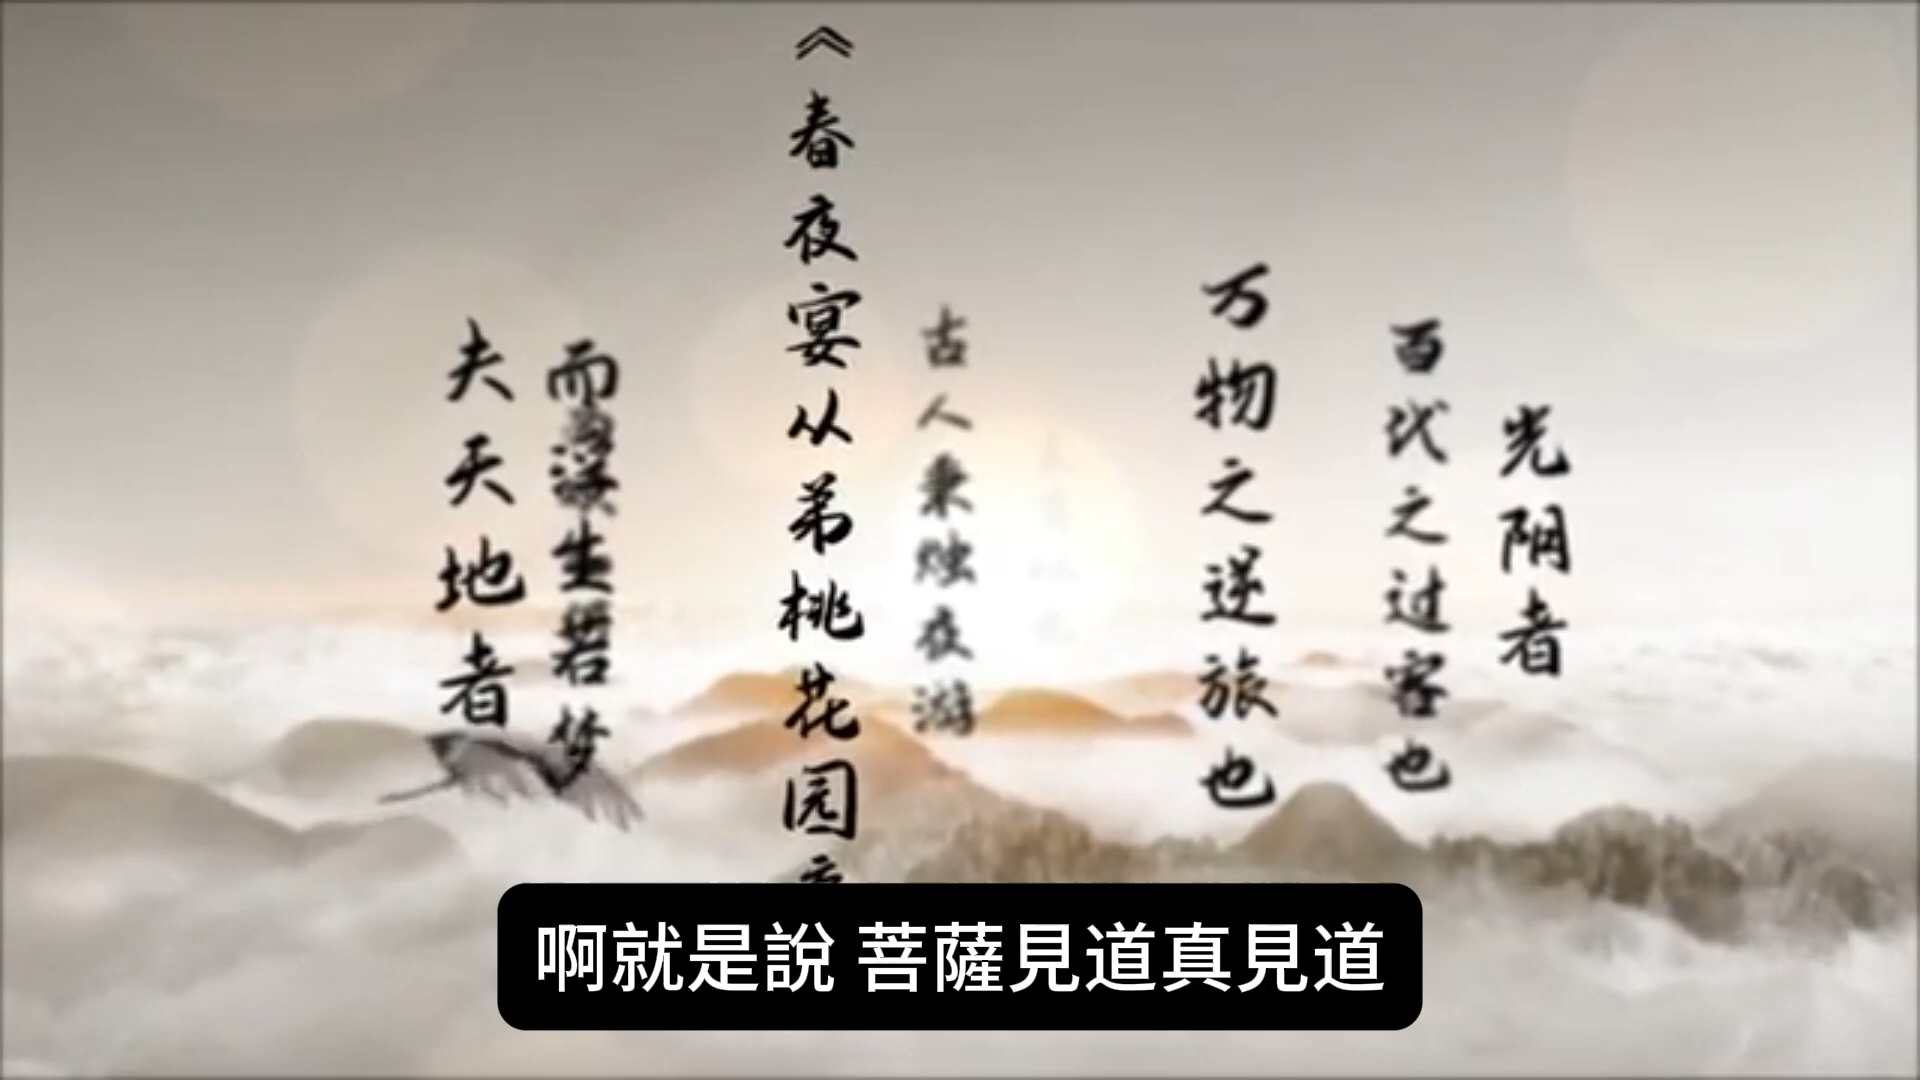 夫天地者
而浮生若梦
《春夜宴从弟桃花园
古人秉烛夜游
万物之逆旅也
百代之过客也
光阴者
啊就是說 菩薩見道真見道